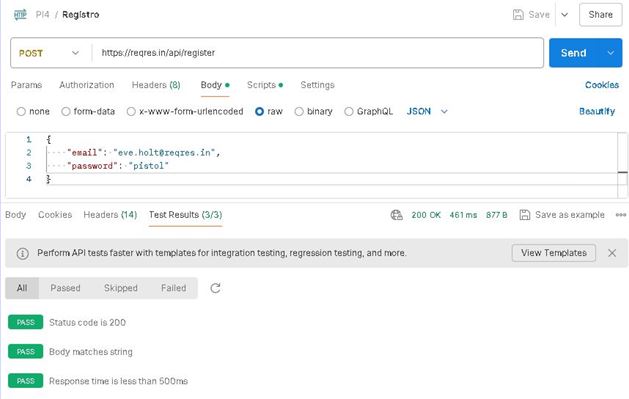 HTTP PI4 / Registro Save Share
POST https://reqres.in/api/register Send
Params Authorization Headers (8) Body Scripts Settings Cookies
none form-data x-www-form-urlencoded raw binary GraphQL JSON Beautify
1 {
2 "email": "eve.holt@reqres.in",
3 "password": "pistol"
4 }
Body Cookies Headers (14) Test Results (3/3) 200 OK 461 ms 877 B Save as example
Perform API tests faster with templates for integration testing, regression testing, and more. View Templates
All Passed Skipped Failed
PASS Status code is 200
PASS Body matches string
PASS Response time is less than 500ms